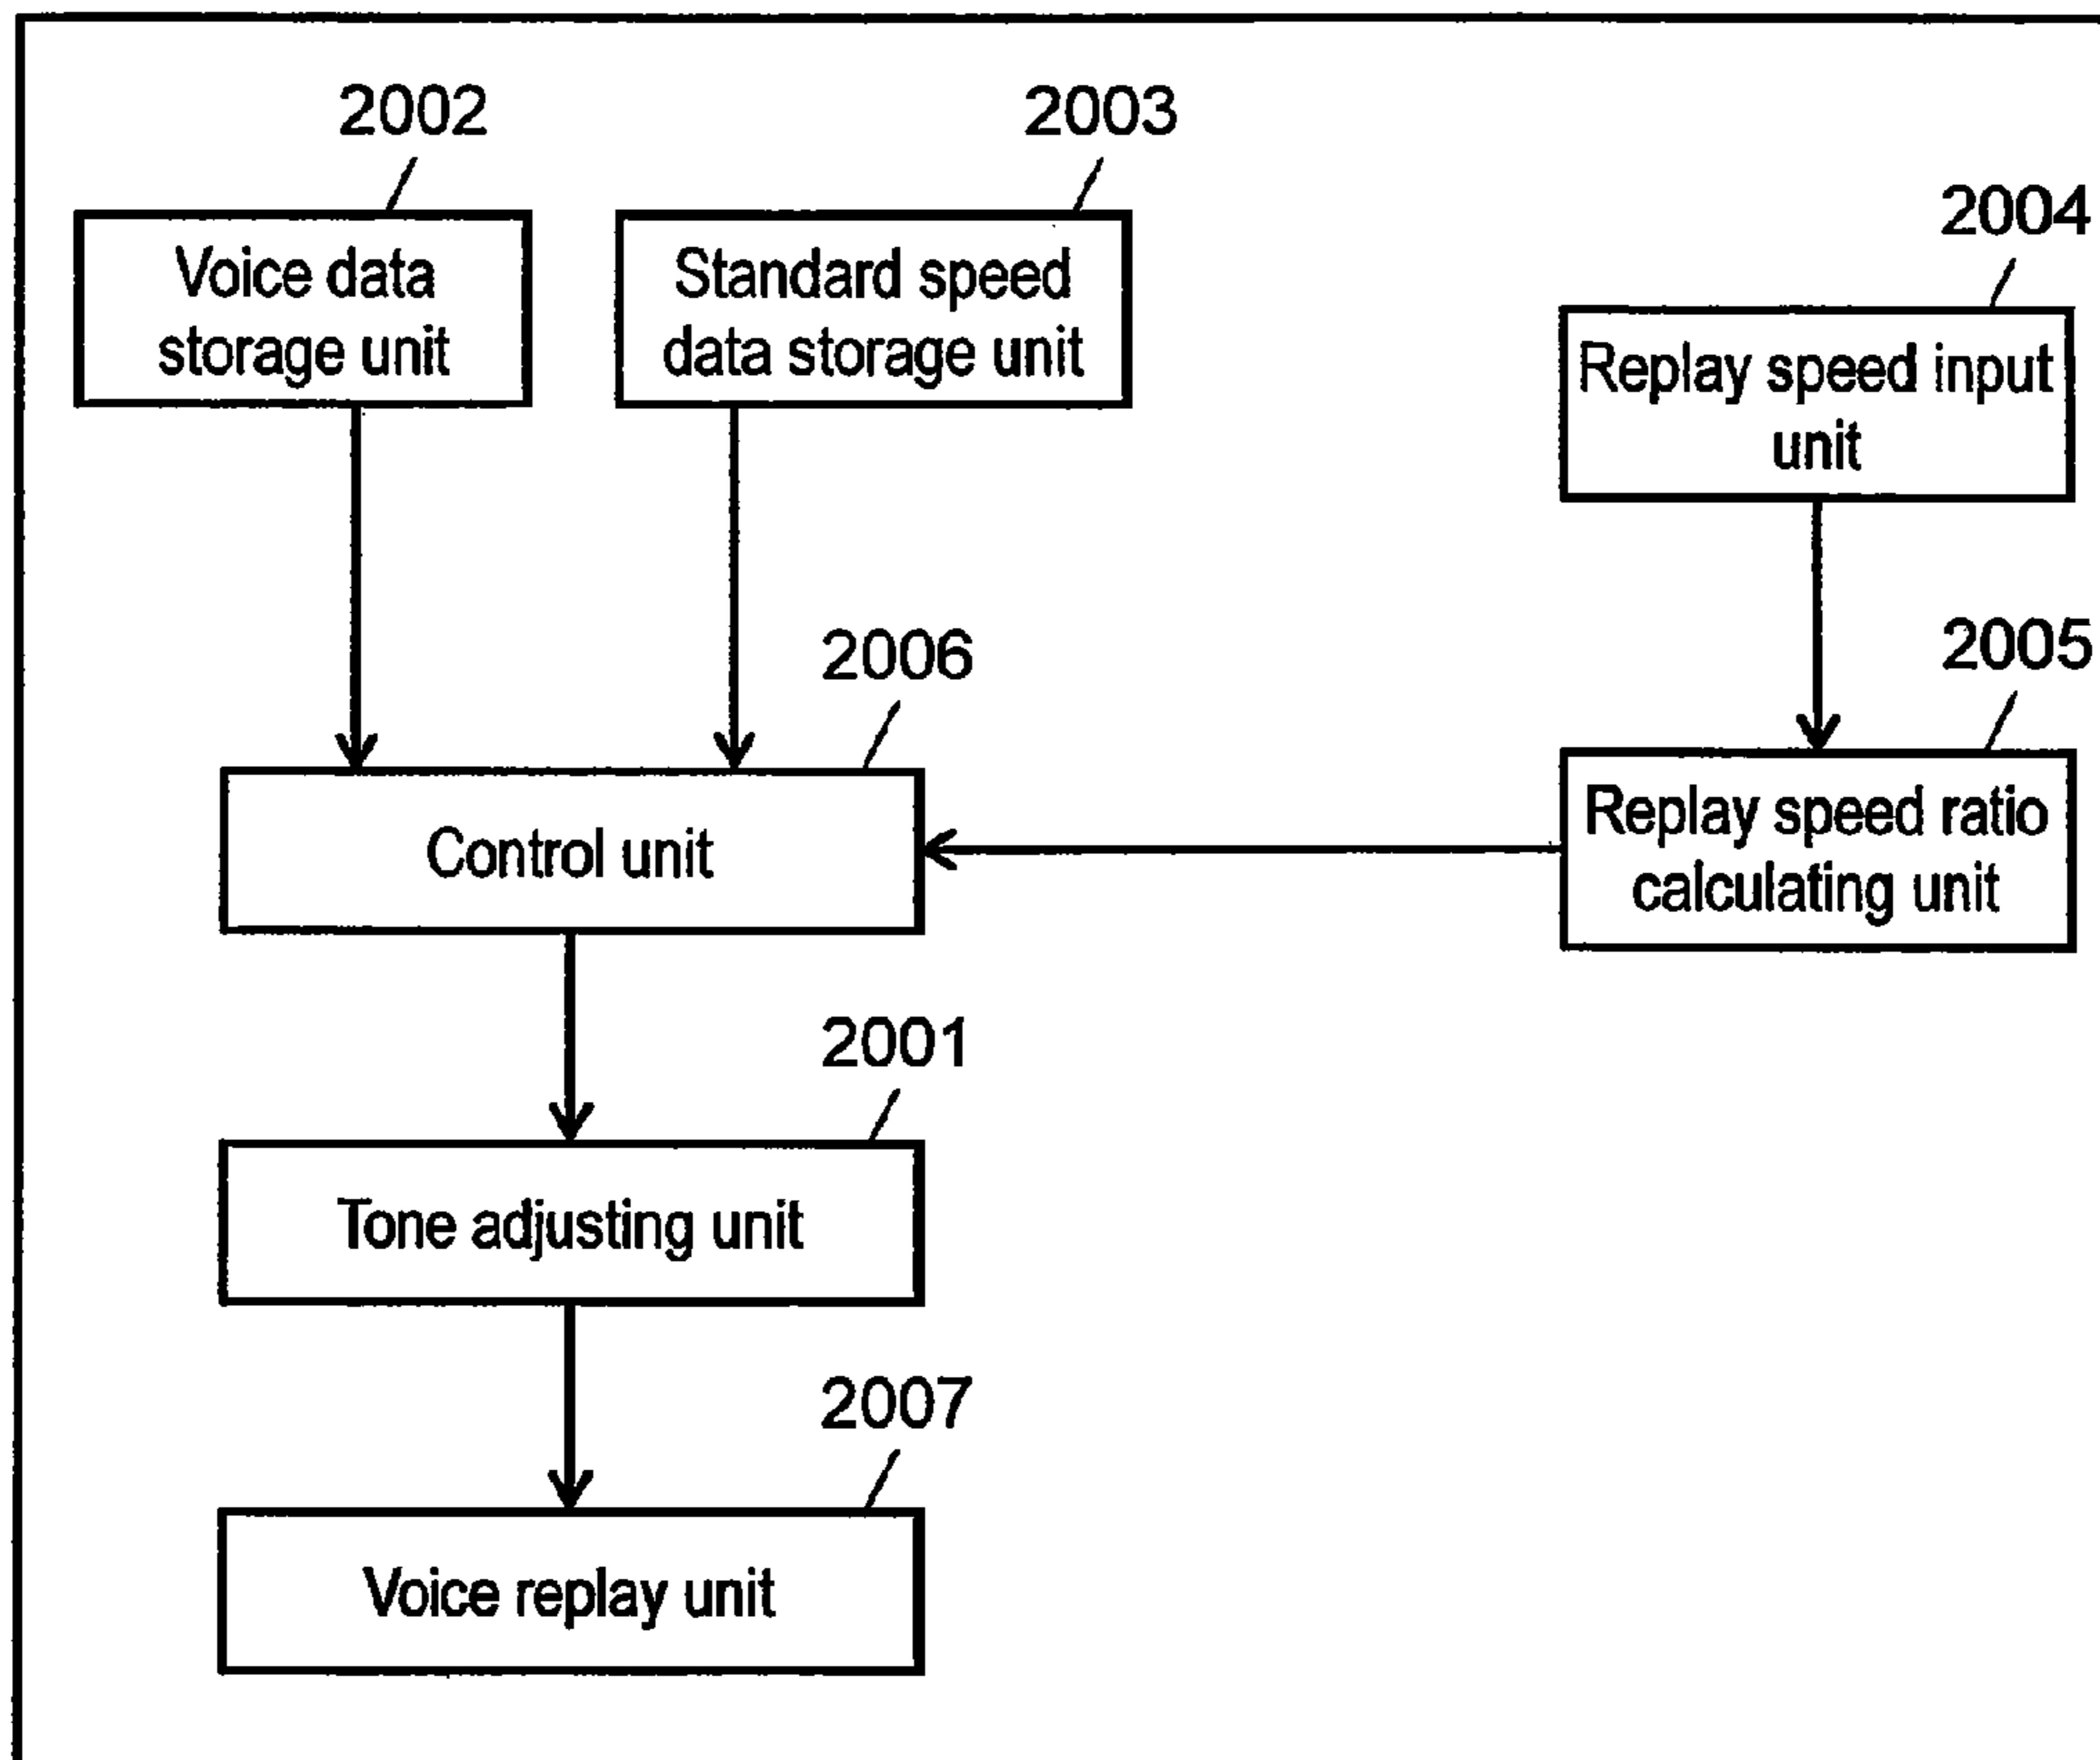 2002
2003
Voice data
storage unit
Standard speed
data storage unit
2004
Replay speed input
unit
2006
2005
Control unit
Replay speed ratio
calculating unit
2001
Tone adjusting unit
2007
Voice replay unit